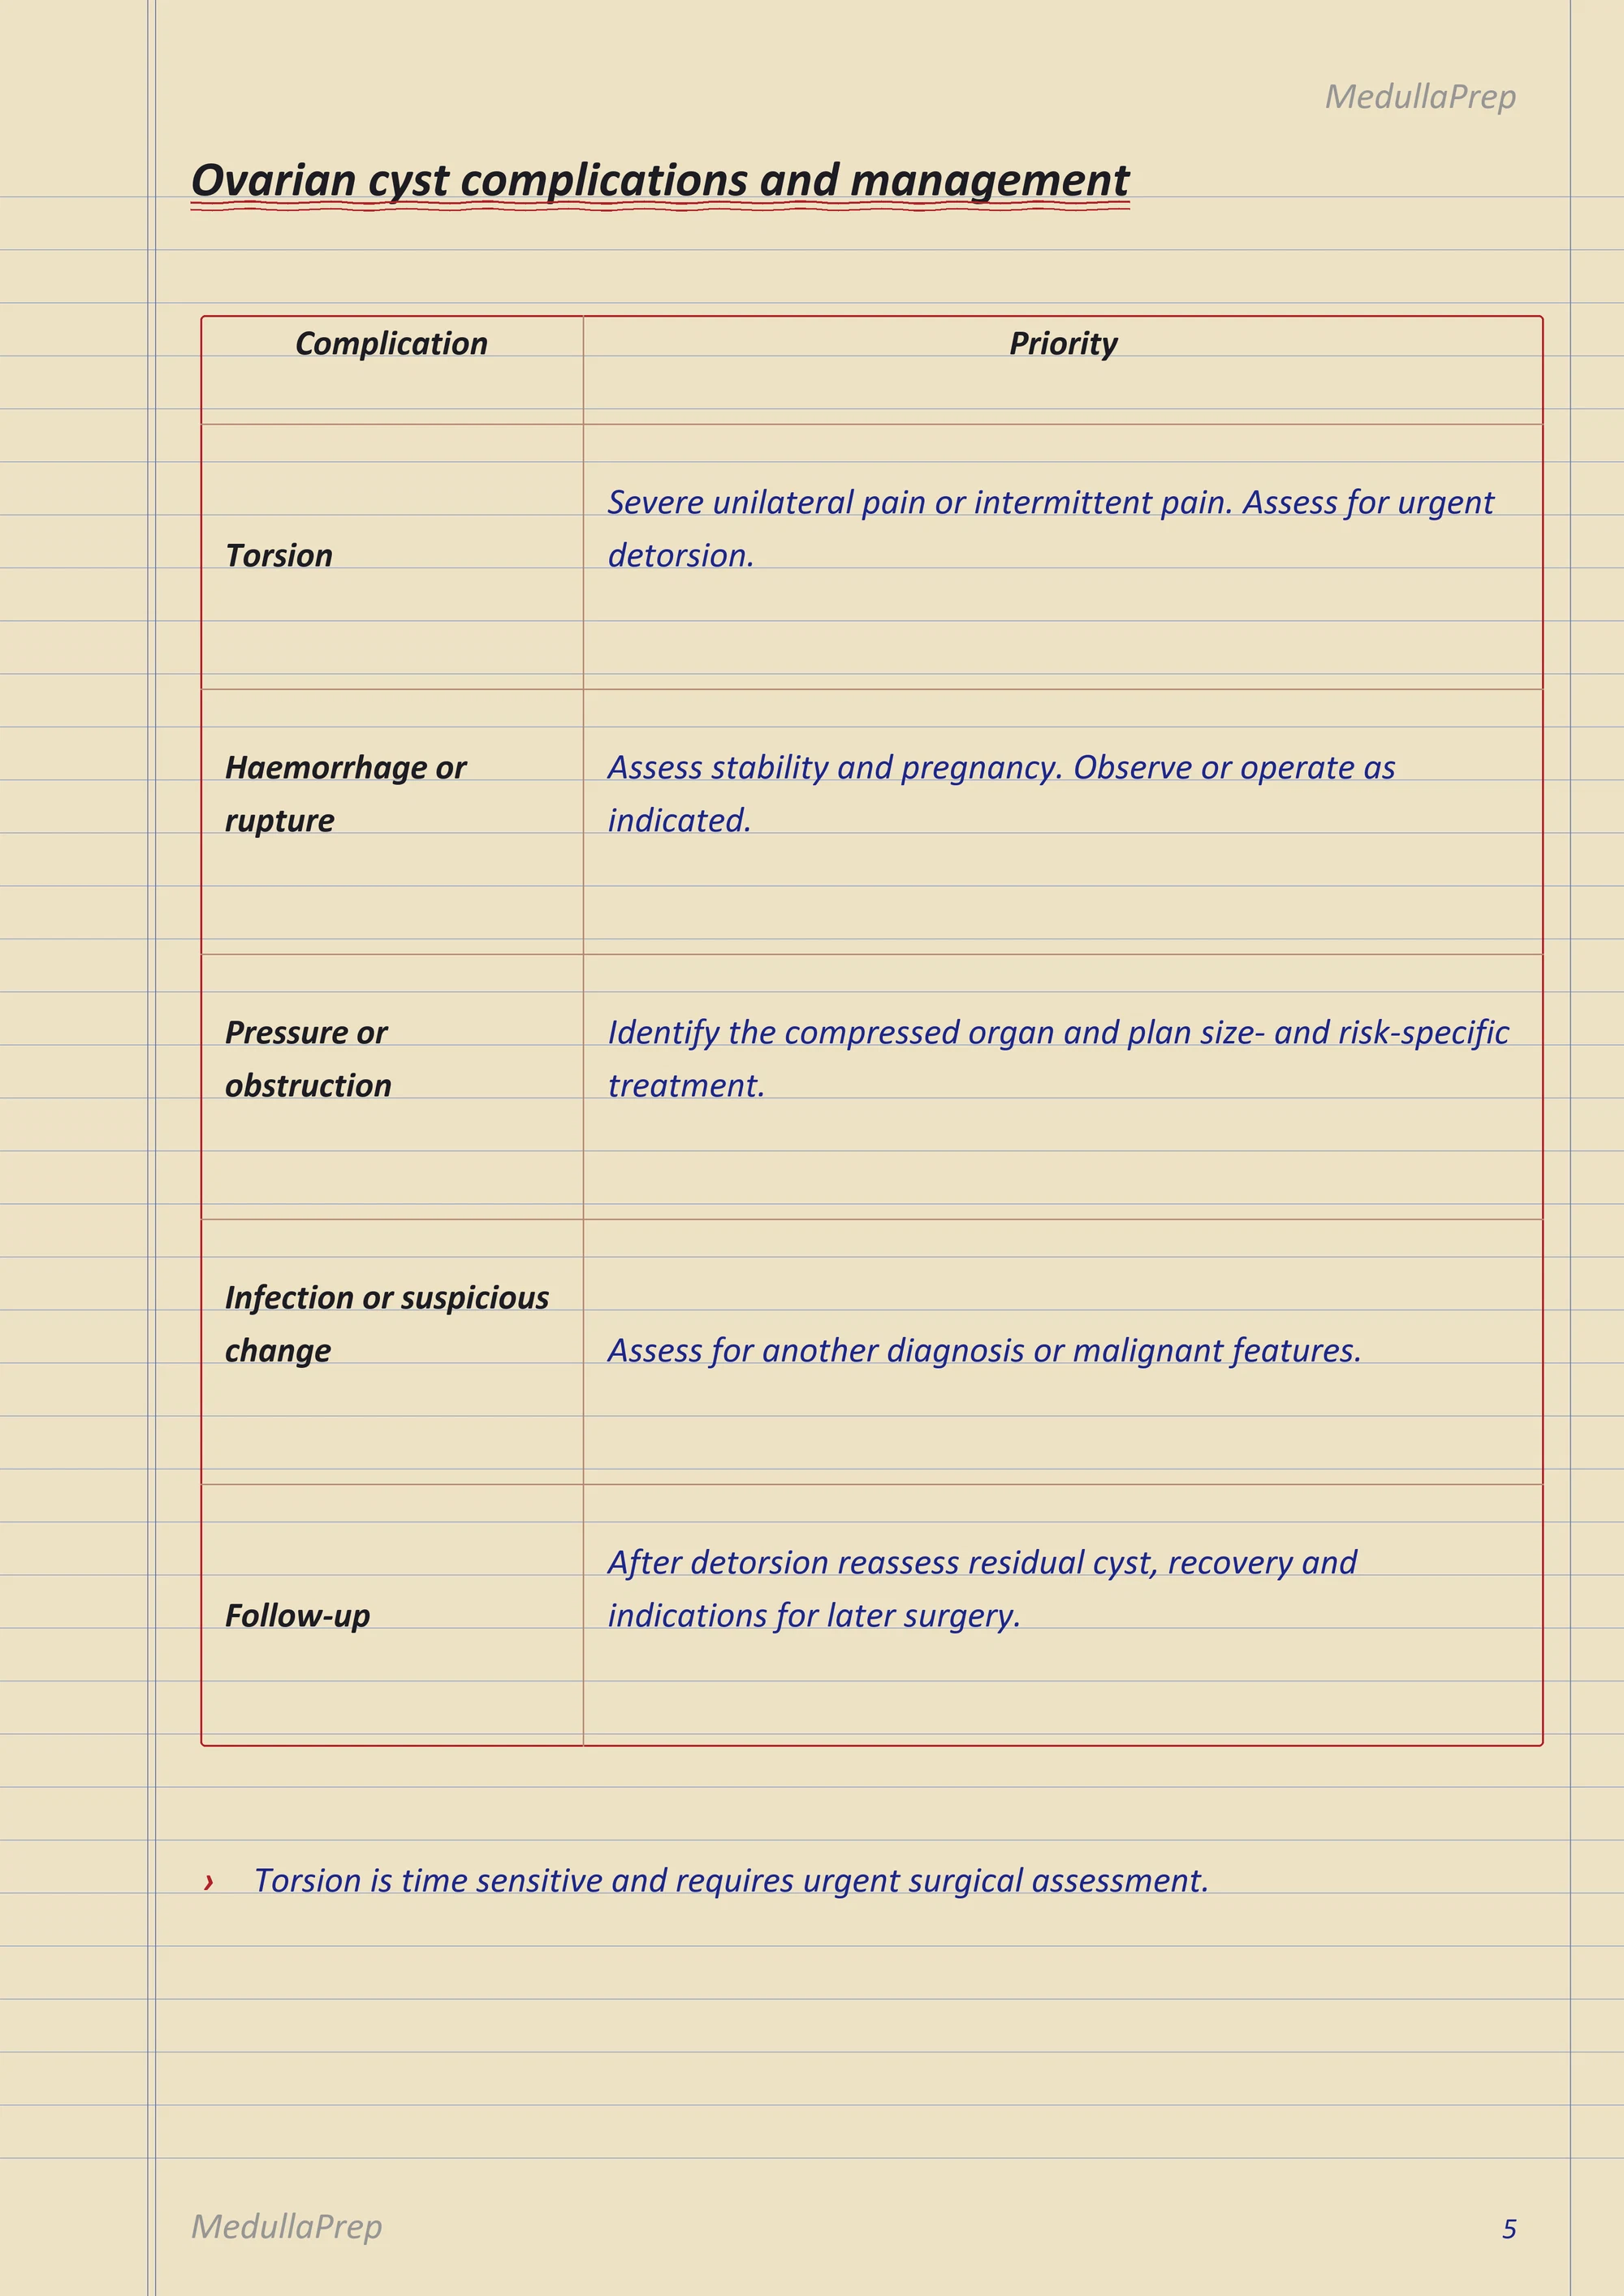 MedullaPrep
Ovarian cyst complications and management
Complication
Priority
Torsion
Severe unilateral pain or intermittent pain. Assess for urgent
detorsion.
Haemorrhage or
rupture
Assess stability and pregnancy. Observe or operate as
indicated.
Pressure or
obstruction
Identify the compressed organ and plan size- and risk-specific
treatment.
Infection or suspicious
change
Assess for another diagnosis or malignant features.
Follow-up
After detorsion reassess residual cyst, recovery and
indications for later surgery.
› Torsion is time sensitive and requires urgent surgical assessment.
MedullaPrep
5